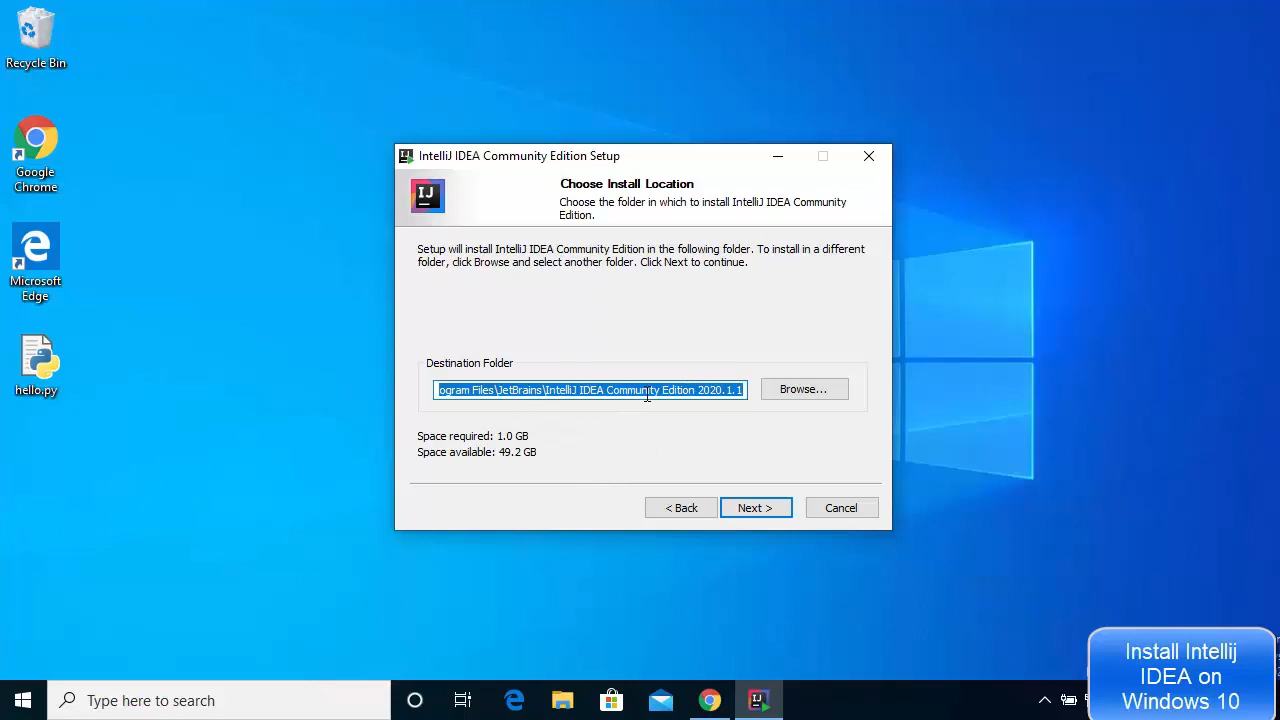 Recycle Bin
Google
Chrome
Microsoft
Edge
hello.py
IntelliJ IDEA Community Edition Setup
IJ
Choose Install Location
Choose the folder in which to install IntelliJ IDEA Community
Edition.
Setup will install IntelliJ IDEA Community Edition in the following folder. To install in a different
folder, click Browse and select another folder. Click Next to continue.
Destination Folder
ogram Files\JetBrains\IntelliJ IDEA Community Edition 2020.1.1
Browse...
Space required: 1.0 GB
Space available: 49.2 GB
< Back
Next >
Cancel
Install Intellij
IDEA on
Windows 10
Type here to search